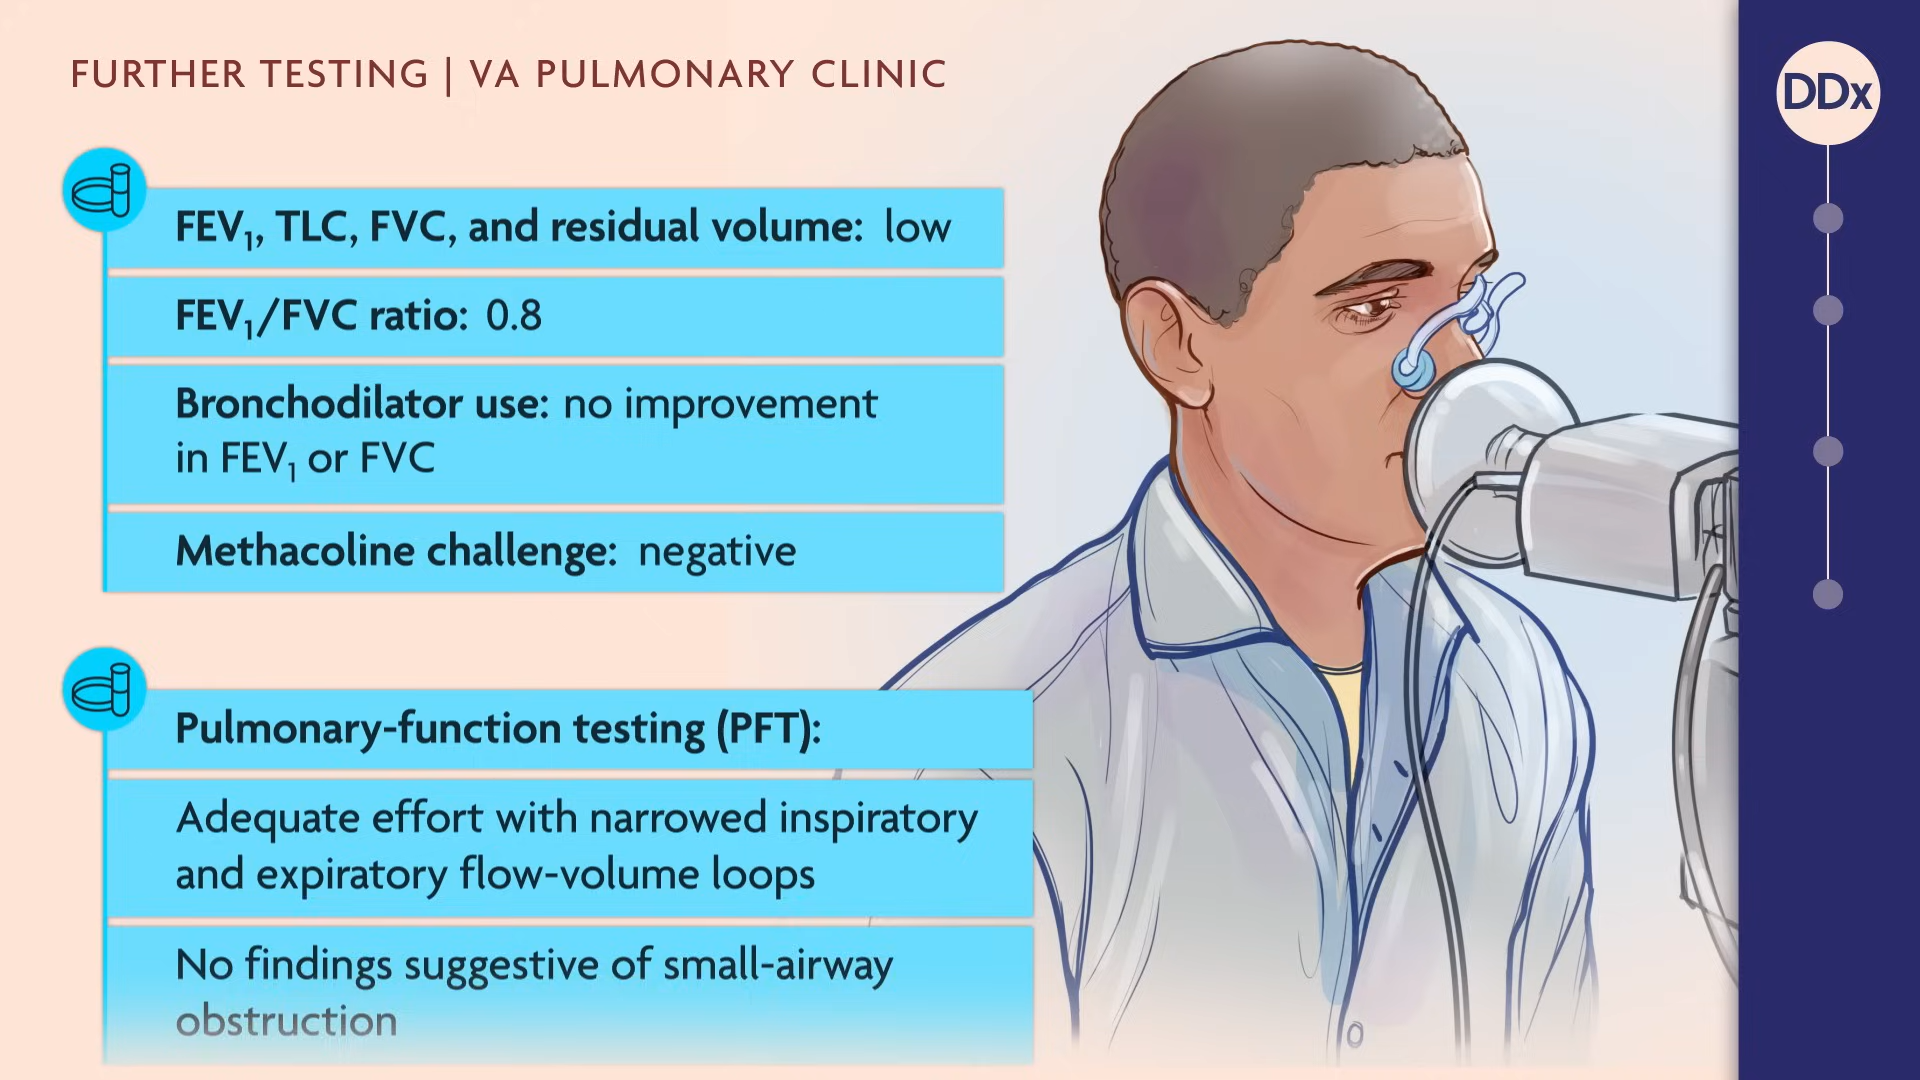 FURTHER TESTING | VA PULMONARY CLINIC
DDx
FEV₁, TLC, FVC, and residual volume: low
FEV₁/FVC ratio: 0.8
Bronchodilator use: no improvement
in FEV₁ or FVC
Methacoline challenge: negative
Pulmonary-function testing (PFT):
Adequate effort with narrowed inspiratory
and expiratory flow-volume loops
No findings suggestive of small-airway
obstruction